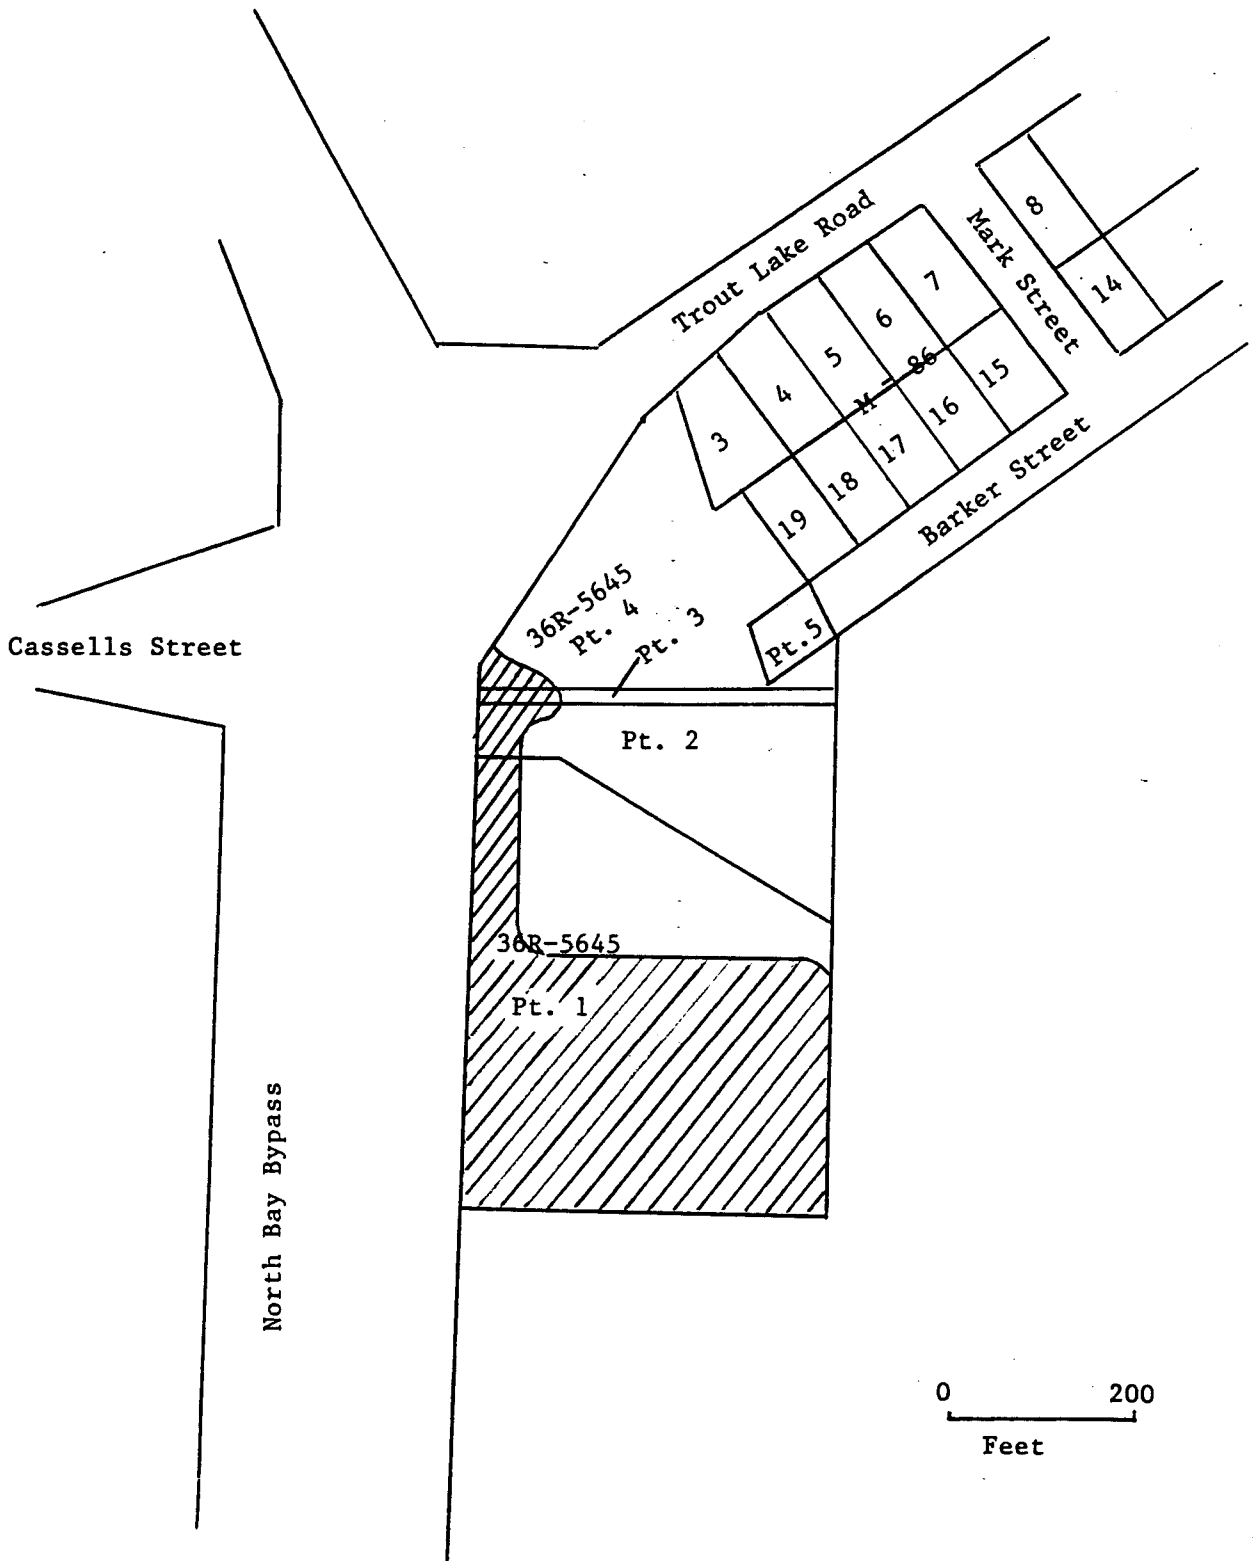 Trout Lake Road
Mark Street
8
14
7
6
5
4
3
M - 86
15
16
17
18
19
Barker Street
36R-5645
Pt. 4
Pt. 3
Pt.5
Cassells Street
Pt. 2
36R-5645
Pt. 1
North Bay Bypass
0 200
Feet